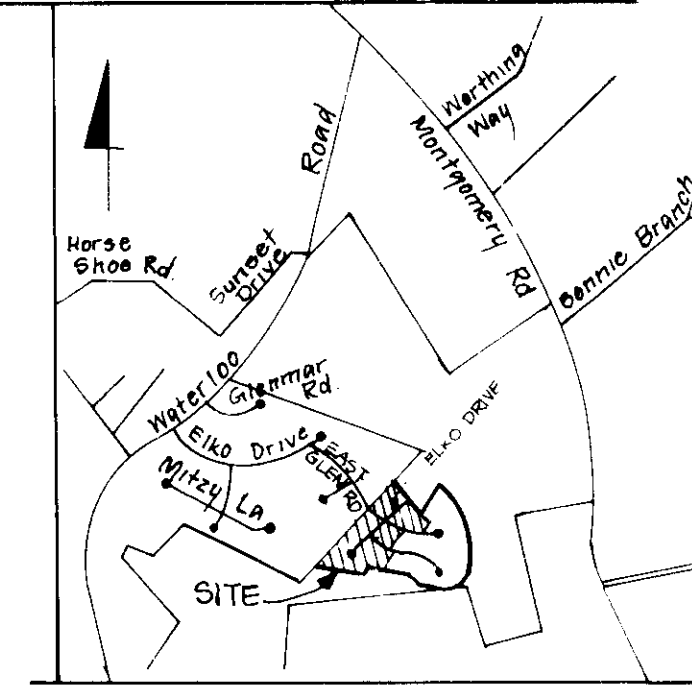 Worthing
Way
Road
Montgomery Rd
Horse
Shoe Rd.
Sunset
Drive
Bonnie Branch
Waterloo
Glenmar
Rd.
Elko Drive
ELKO DRIVE
EAST
GLEN RD
Mitzy La
SITE